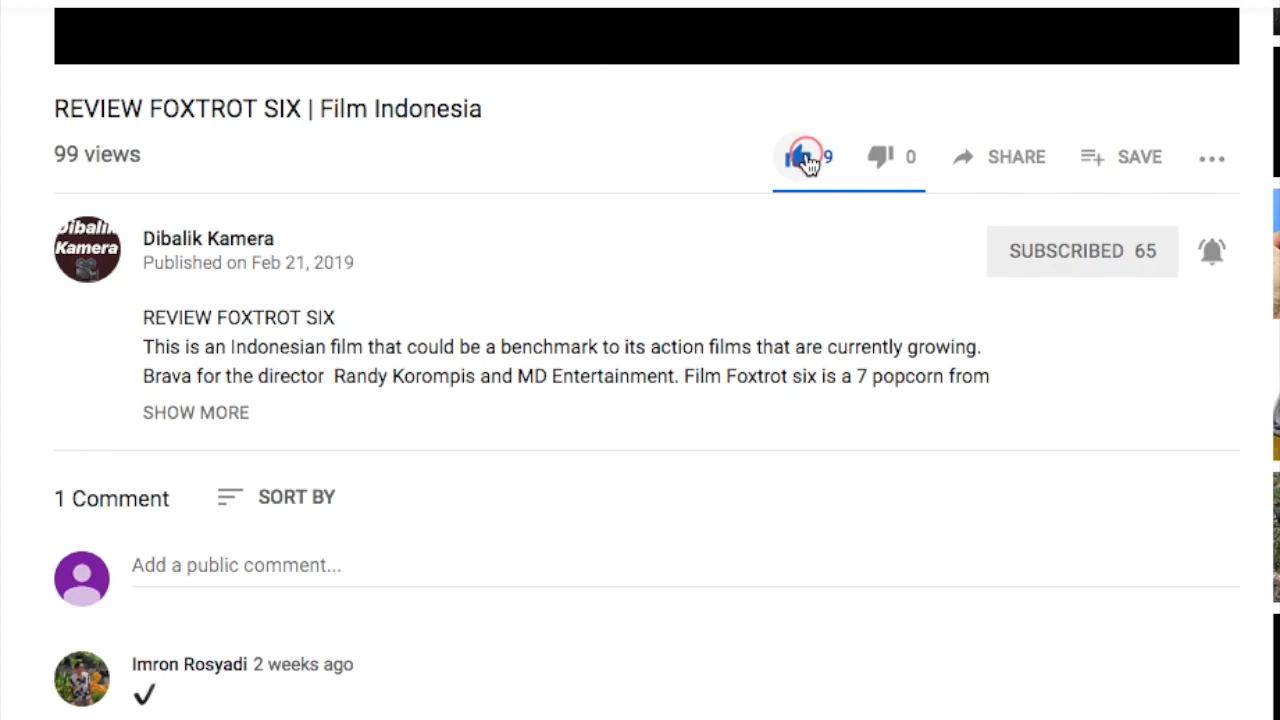 REVIEW FOXTROT SIX | Film Indonesia
99 views
9
0
SHARE
SAVE
Dibalik
Kamera
Dibalik Kamera
Published on Feb 21, 2019
SUBSCRIBED 65
REVIEW FOXTROT SIX
This is an Indonesian film that could be a benchmark to its action films that are currently growing.
Brava for the director Randy Korompis and MD Entertainment. Film Foxtrot six is a 7 popcorn from
SHOW MORE
1 Comment
SORT BY
Add a public comment...
Imron Rosyadi 2 weeks ago
✓